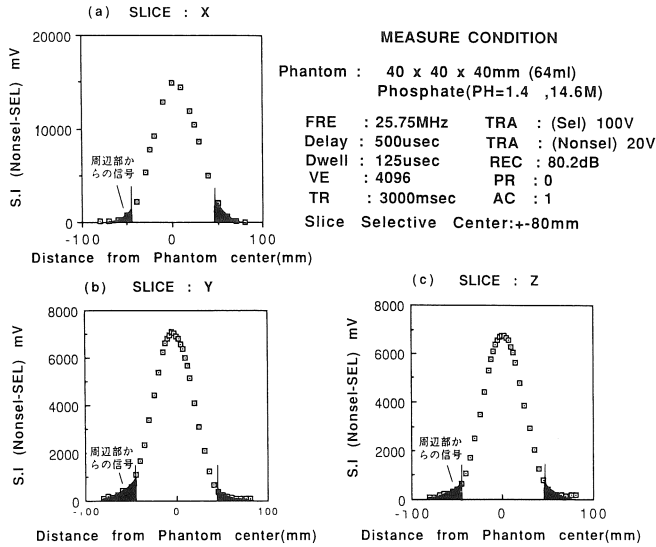 (a) SLICE : X
S.I (Nonsel-SEL) mV
20000
10000
0
周辺部か
らの信号
-100 0 100
Distance from Phantom center(mm)
MEASURE CONDITION
Phantom : 40 x 40 x 40mm (64ml)
Phosphate(PH=1.4 ,14.6M)
FRE : 25.75MHz TRA : (Sel) 100V
Delay : 500usec TRA : (Nonsel) 20V
Dwell : 125usec REC : 80.2dB
VE : 4096 PR : 0
TR : 3000msec AC : 1
Slice Selective Center:+-80mm
(b) SLICE : Y
S.I (Nonsel-SEL) mV
8000
6000
4000
2000
0
周辺部か
らの信号
-100 0 100
Distance from Phantom center(mm)
(c) SLICE : Z
S.I (Nonsel-SEL) mV
8000
6000
4000
2000
0
周辺部か
らの信号
-100 0 100
Distance from Phantom center(mm)